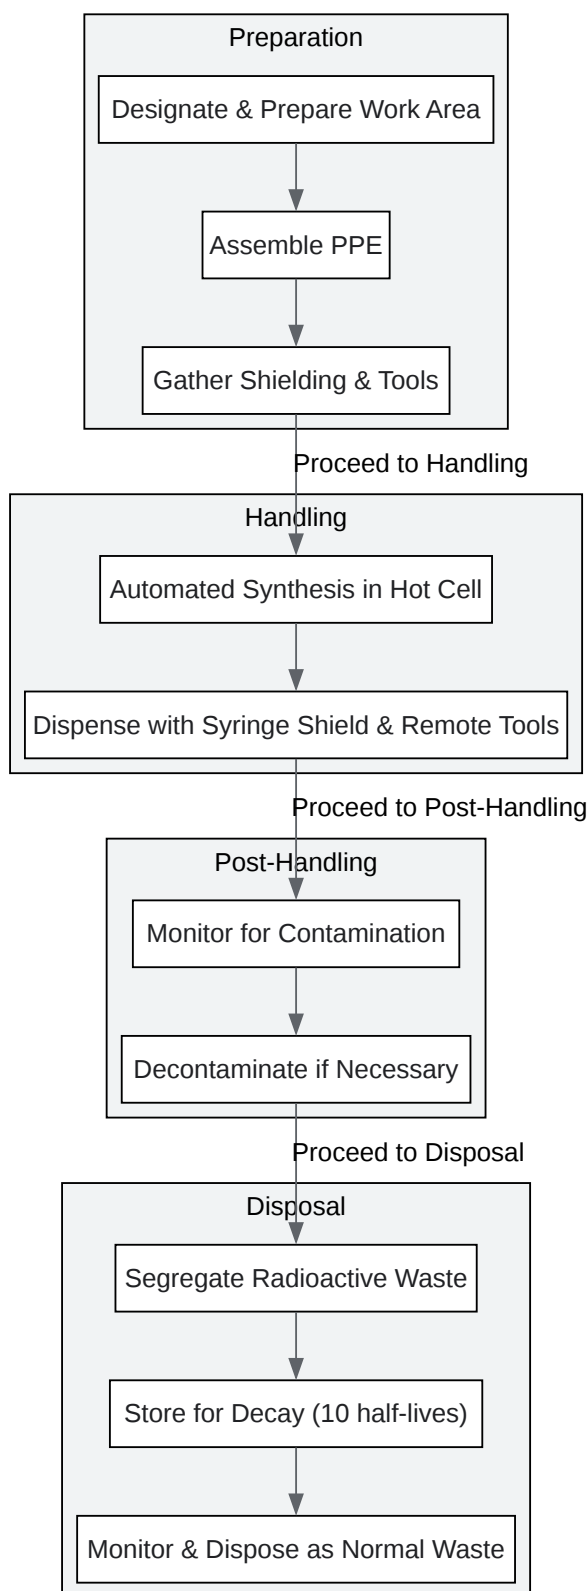 Preparation
Designate & Prepare Work Area
Assemble PPE
Gather Shielding & Tools
Proceed to Handling
Handling
Automated Synthesis in Hot Cell
Dispense with Syringe Shield & Remote Tools
Proceed to Post-Handling
Post-Handling
Monitor for Contamination
Decontaminate if Necessary
Proceed to Disposal
Disposal
Segregate Radioactive Waste
Store for Decay (10 half-lives)
Monitor & Dispose as Normal Waste